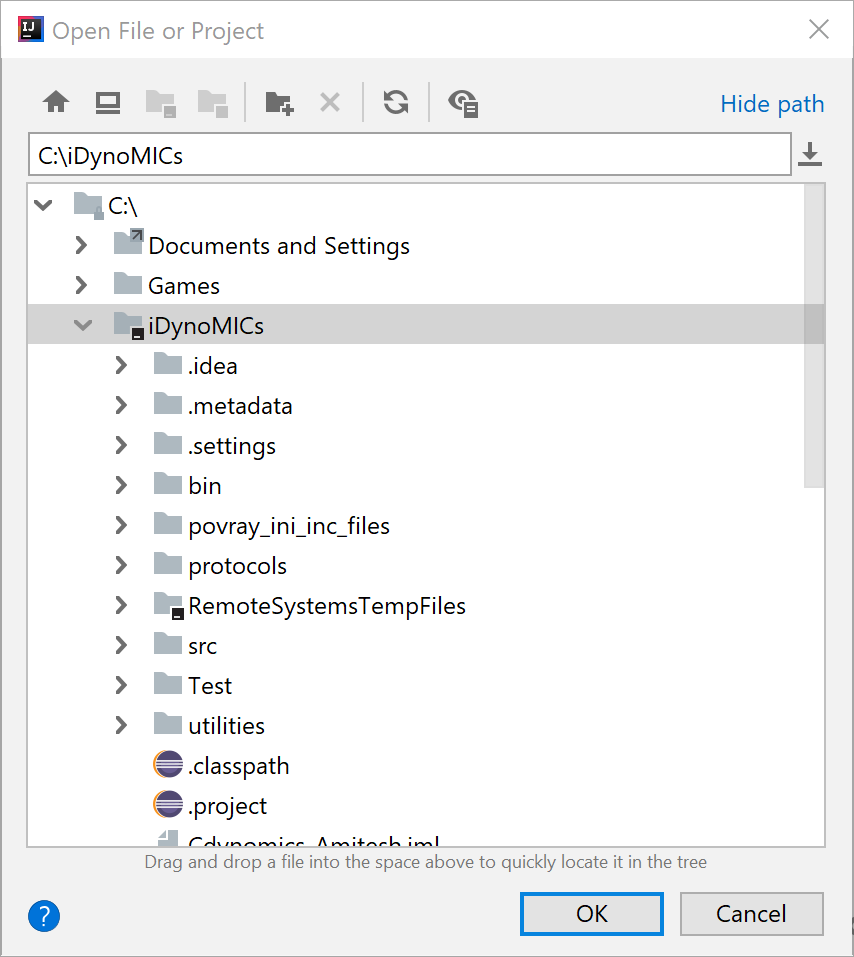 IJ
Open File or Project
Hide path
C:\iDynoMICs
C:\
Documents and Settings
Games
iDynoMICs
.idea
.metadata
.settings
bin
povray_ini_inc_files
protocols
RemoteSystemsTempFiles
src
Test
utilities
.classpath
.project
Cdynomics_Amitesh.iml
Drag and drop a file into the space above to quickly locate it in the tree
?
OK
Cancel